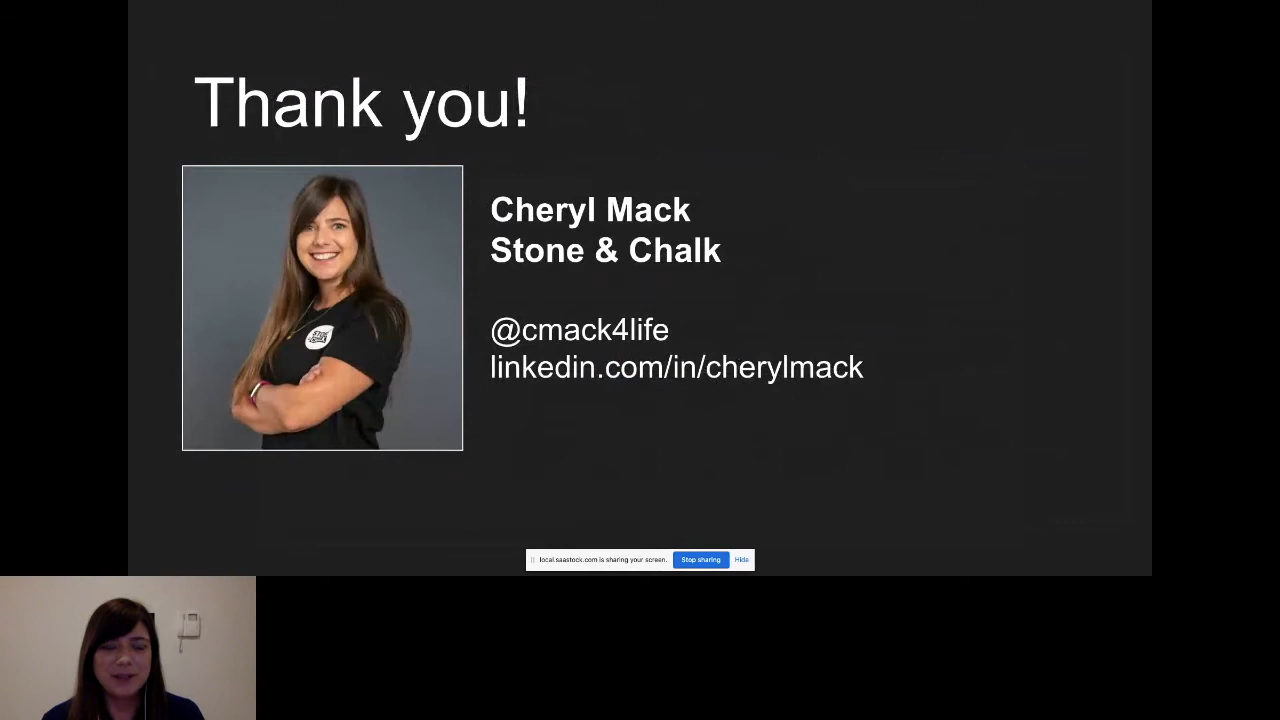 Thank you!
Cheryl Mack
Stone & Chalk
@cmack4life
linkedin.com/in/cherylmack
local.saastock.com is sharing your screen.
Stop sharing
Hide